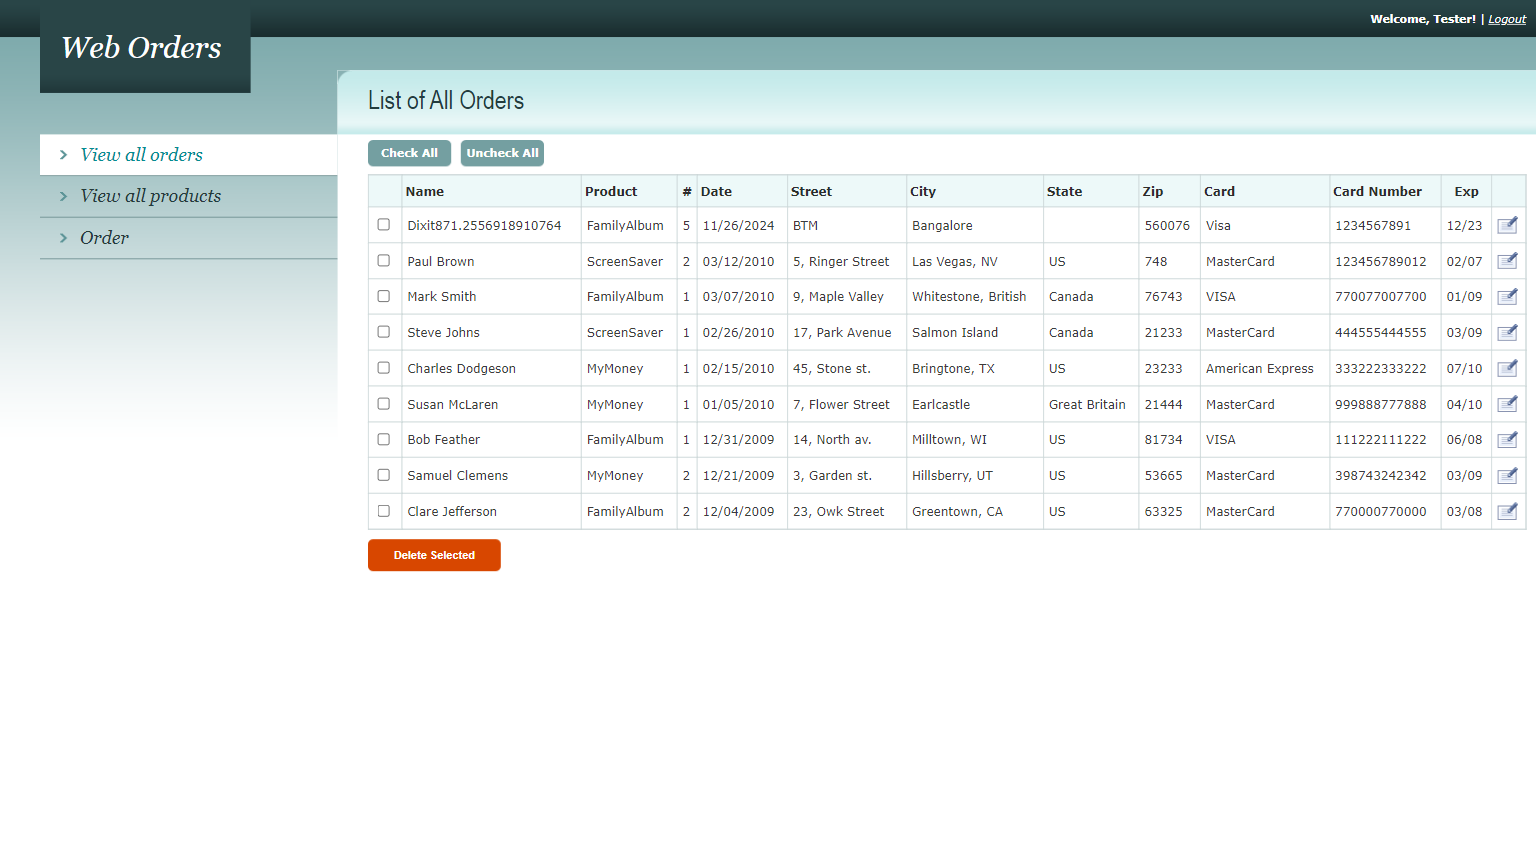 Welcome, Tester! | Logout
Web Orders
List of All Orders
View all orders
View all products
Order
Check All Uncheck All
Name Product # Date Street City State Zip Card Card Number Exp
Dixit871.2556918910764 FamilyAlbum 5 11/26/2024 BTM Bangalore 560076 Visa 1234567891 12/23
Paul Brown ScreenSaver 2 03/12/2010 5, Ringer Street Las Vegas, NV US 748 MasterCard 123456789012 02/07
Mark Smith FamilyAlbum 1 03/07/2010 9, Maple Valley Whitestone, British Canada 76743 VISA 770077007700 01/09
Steve Johns ScreenSaver 1 02/26/2010 17, Park Avenue Salmon Island Canada 21233 MasterCard 444555444555 03/09
Charles Dodgeson MyMoney 1 02/15/2010 45, Stone st. Bringtone, TX US 23233 American Express 333222333222 07/10
Susan McLaren MyMoney 1 01/05/2010 7, Flower Street Earlcastle Great Britain 21444 MasterCard 999888777888 04/10
Bob Feather FamilyAlbum 1 12/31/2009 14, North av. Milltown, WI US 81734 VISA 111222111222 06/08
Samuel Clemens MyMoney 2 12/21/2009 3, Garden st. Hillsberry, UT US 53665 MasterCard 398743242342 03/09
Clare Jefferson FamilyAlbum 2 12/04/2009 23, Owk Street Greentown, CA US 63325 MasterCard 770000770000 03/08
Delete Selected